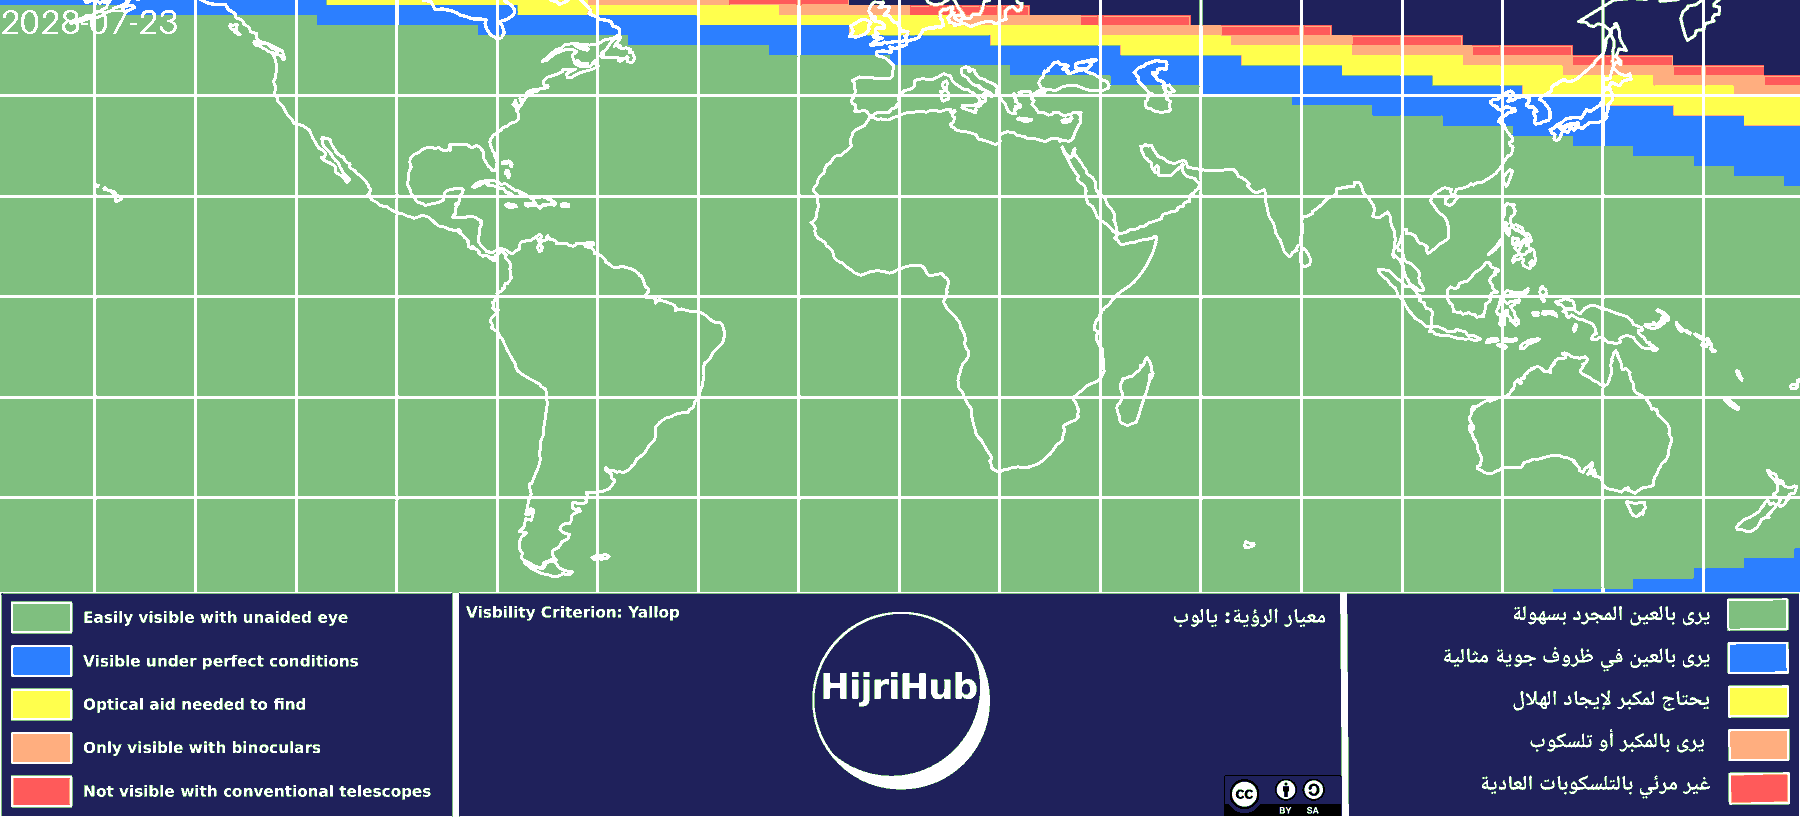 2028-07-23
Easily visible with unaided eye
Visible under perfect conditions
Optical aid needed to find
Only visible with binoculars
Not visible with conventional telescopes
Visbility Criterion: Yallop
معيار الرؤية: يالوب
HijriHub
cc
BY SA
يرى بالعين المجرد بسهولة
يرى بالعين في ظروف جوية مثالية
يحتاج لمكبر لإيجاد الهلال
يرى بالمكبر أو تلسكوب
غير مرئي بالتلسكوبات العادية